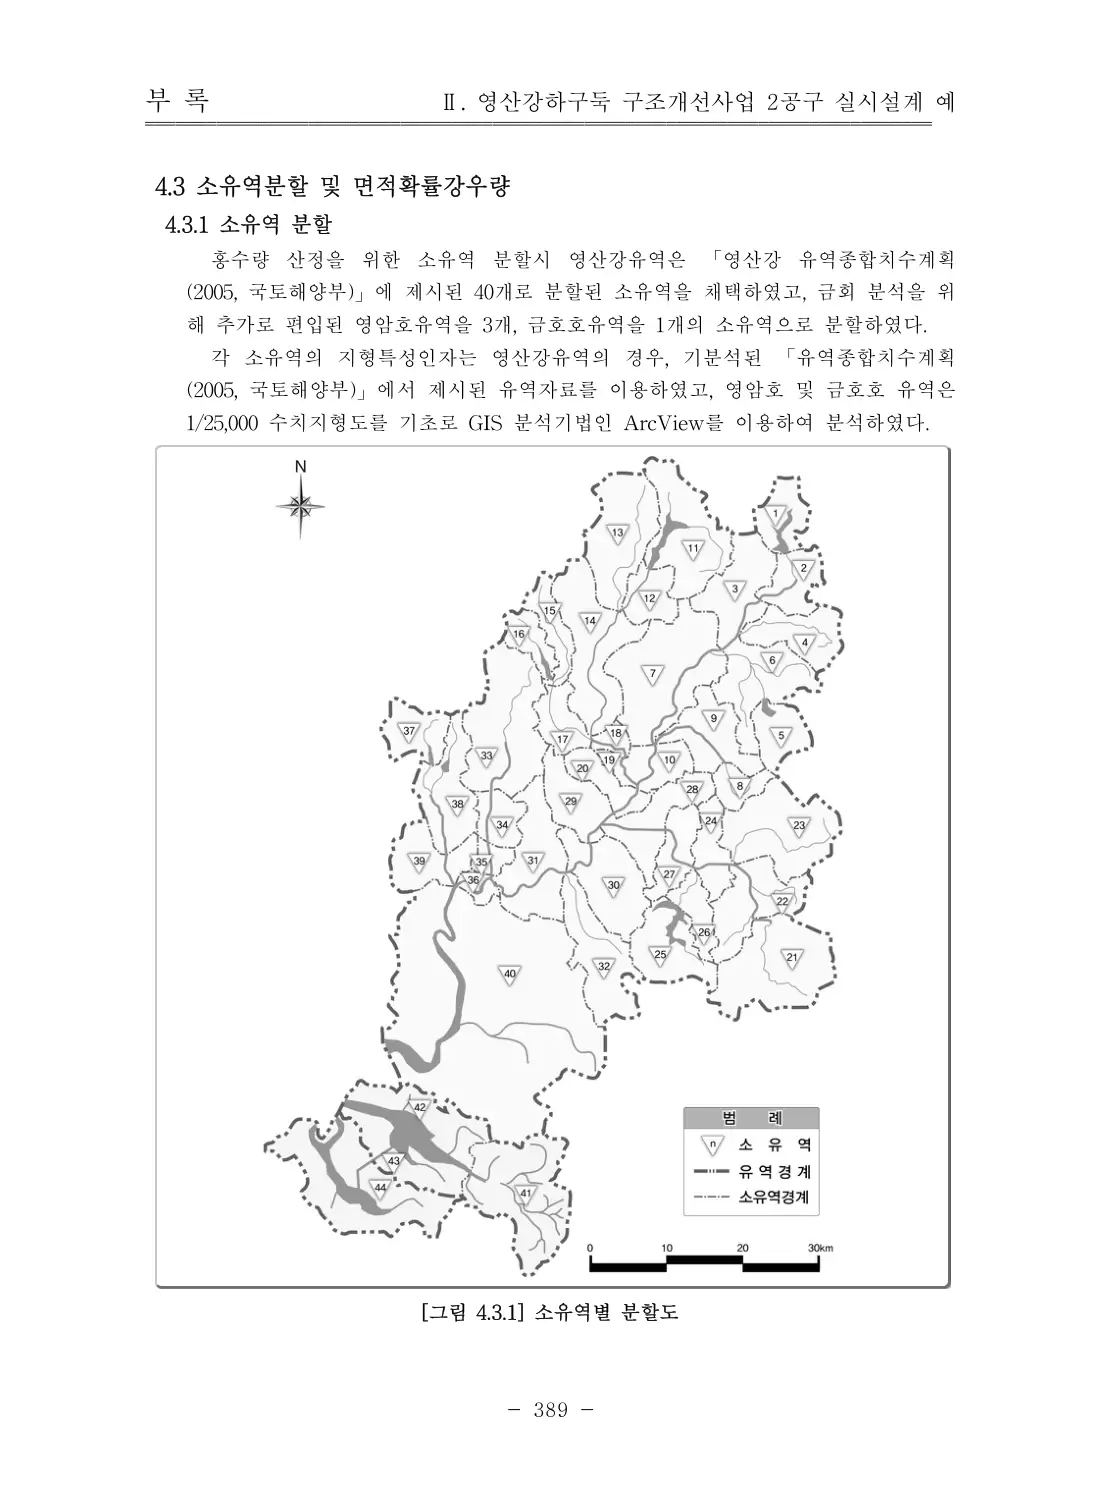 부 록
Ⅱ. 영산강하구둑 구조개선사업 2공구 실시설계 예
4.3 소유역분할 및 면적확률강우량
4.3.1 소유역 분할
홍수량 산정을 위한 소유역 분할시 영산강유역은 「영산강 유역종합치수계획
(2005, 국토해양부)」에 제시된 40개로 분할된 소유역을 채택하였고, 금회 분석을 위
해 추가로 편입된 영암호유역을 3개, 금호호유역을 1개의 소유역으로 분할하였다.
각 소유역의 지형특성인자는 영산강유역의 경우, 기분석된 「유역종합치수계획
(2005, 국토해양부)」에서 제시된 유역자료를 이용하였고, 영암호 및 금호호 유역은
1/25,000 수치지형도를 기초로 GIS 분석기법인 ArcView를 이용하여 분석하였다.
N
1
13
11
2
3
12
15
14
16
4
6
7
9
37
18
5
17
33
19
10
20
8
28
29
38
24
34
23
39
35
31
27
36
30
22
26
25
21
32
40
42
43
44
41
범 례
n 소 유 역
유 역 경 계
소유역경계
0 10 20 30km
[그림 4.3.1] 소유역별 분할도
- 389 -